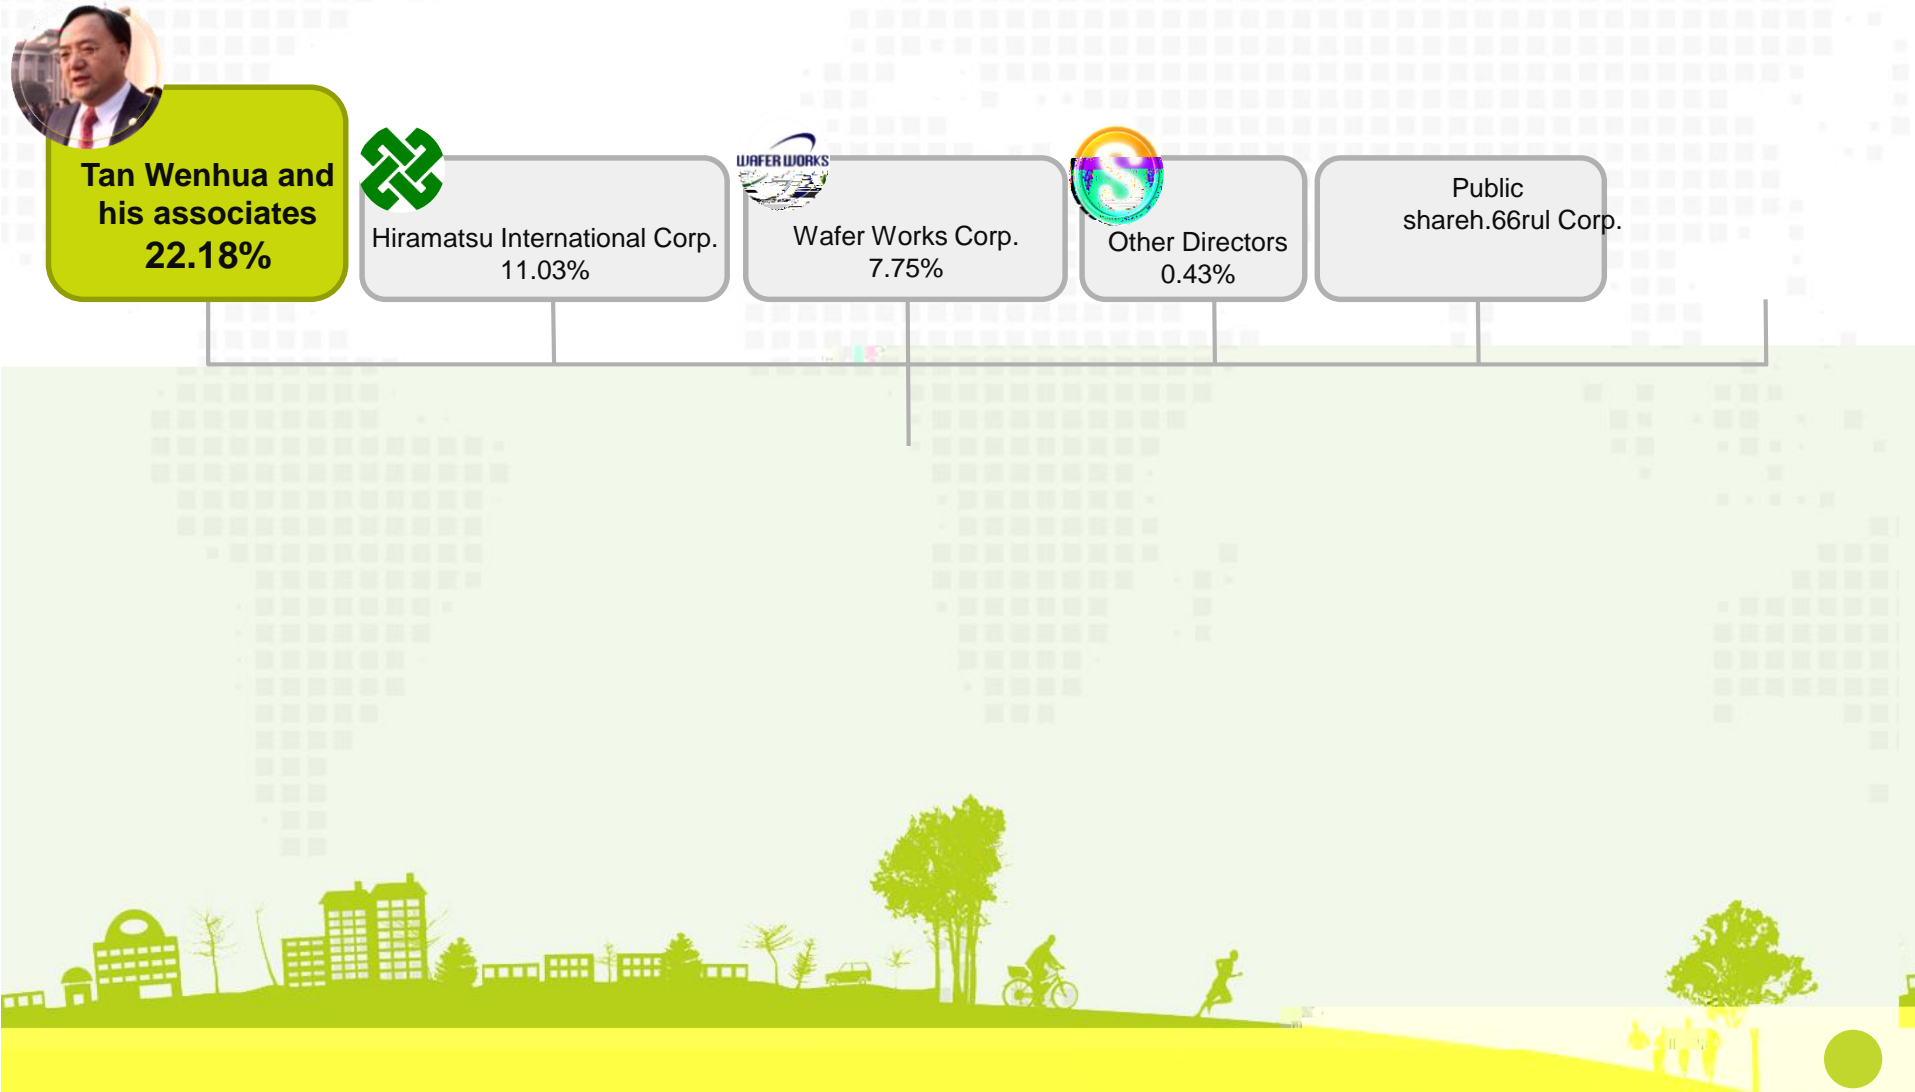 Tan Wenhua and
his associates
22.18%
Hiramatsu International Corp.
11.03%
WAFER WORKS
Wafer Works Corp.
7.75%
S
Other Directors
0.43%
Public
shareh.66rul Corp.